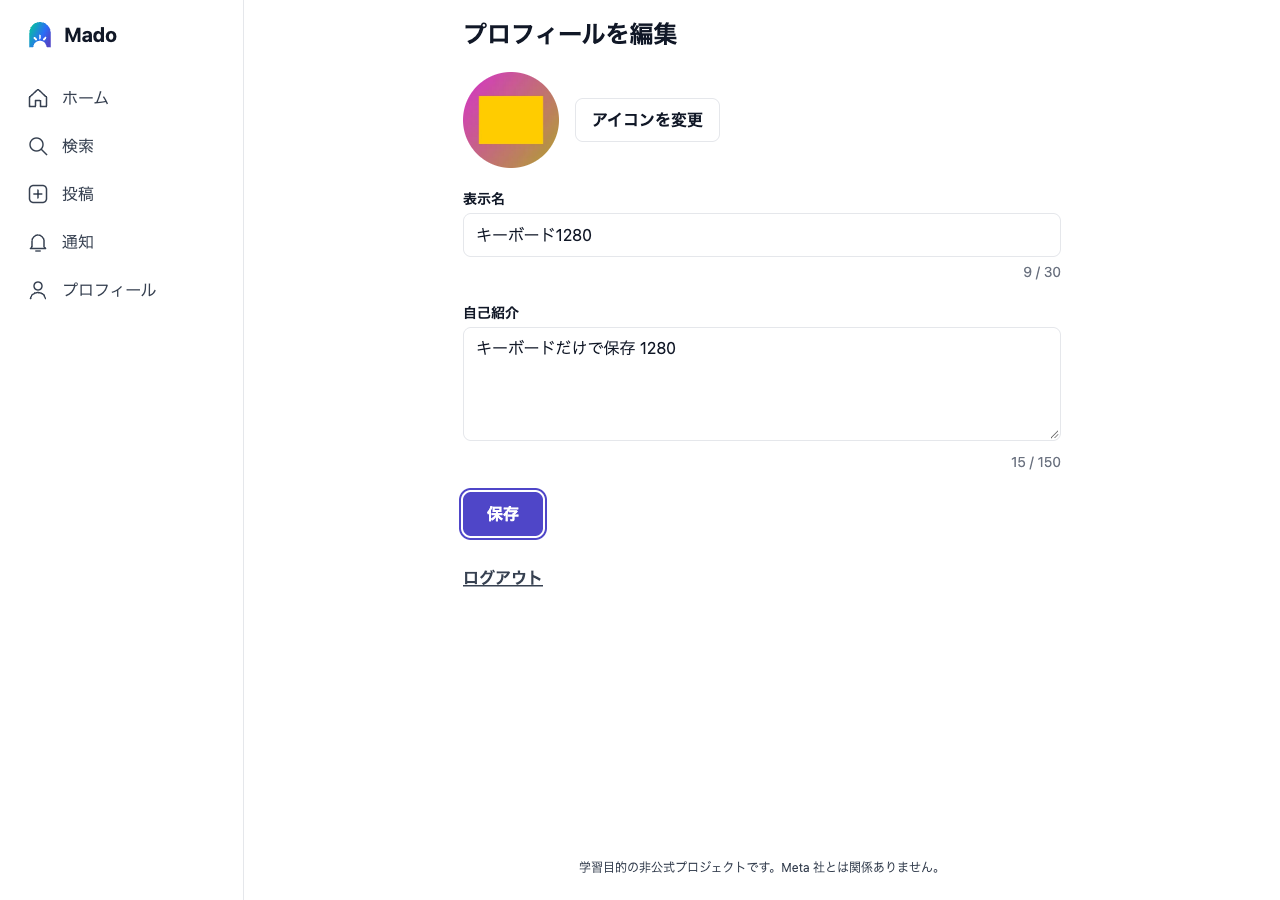 Mado
ホーム
検索
投稿
通知
プロフィール
プロフィールを編集
アイコンを変更
表示名
キーボード1280
9 / 30
自己紹介
キーボードだけで保存 1280
15 / 150
保存
ログアウト
学習目的の非公式プロジェクトです。Meta 社とは関係ありません。